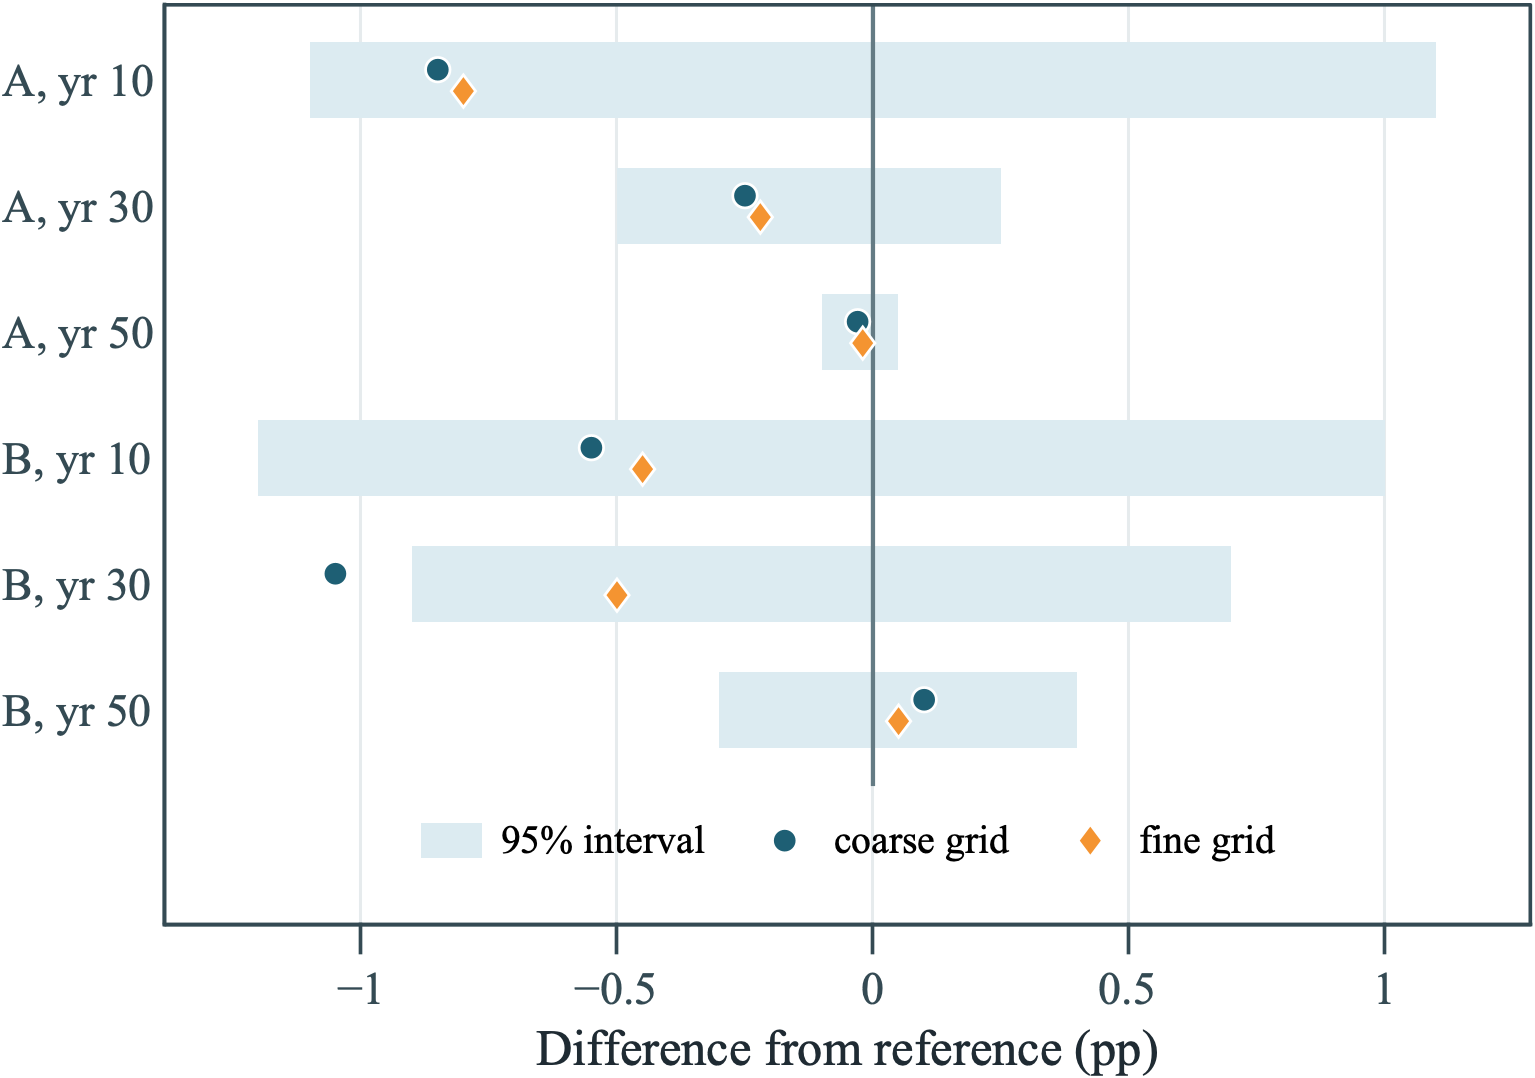 A, yr 10
A, yr 30
A, yr 50
B, yr 10
B, yr 30
B, yr 50
95% interval coarse grid fine grid
−1 −0.5 0 0.5 1
Difference from reference (pp)